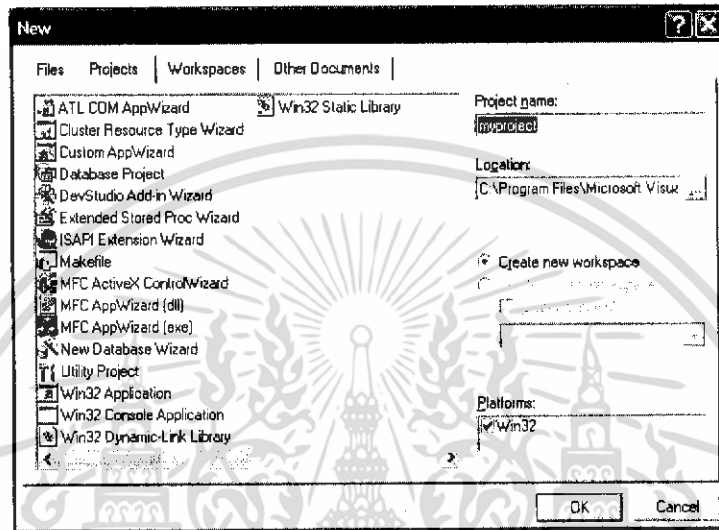 New
Files Projects Workspaces Other Documents
ATL COM AppWizard
Cluster Resource Type Wizard
Custom AppWizard
Database Project
DevStudio Add-in Wizard
Extended Stored Proc Wizard
ISAPI Extension Wizard
Makefile
MFC ActiveX ControlWizard
MFC AppWizard (dll)
MFC AppWizard (exe)
New Database Wizard
Utility Project
Win32 Application
Win32 Console Application
Win32 Dynamic-Link Library
Win32 Static Library
Project name:
myproject
Location:
C:\Program Files\Microsoft Visua ...
Create new workspace
Platforms:
Win32
OK Cancel